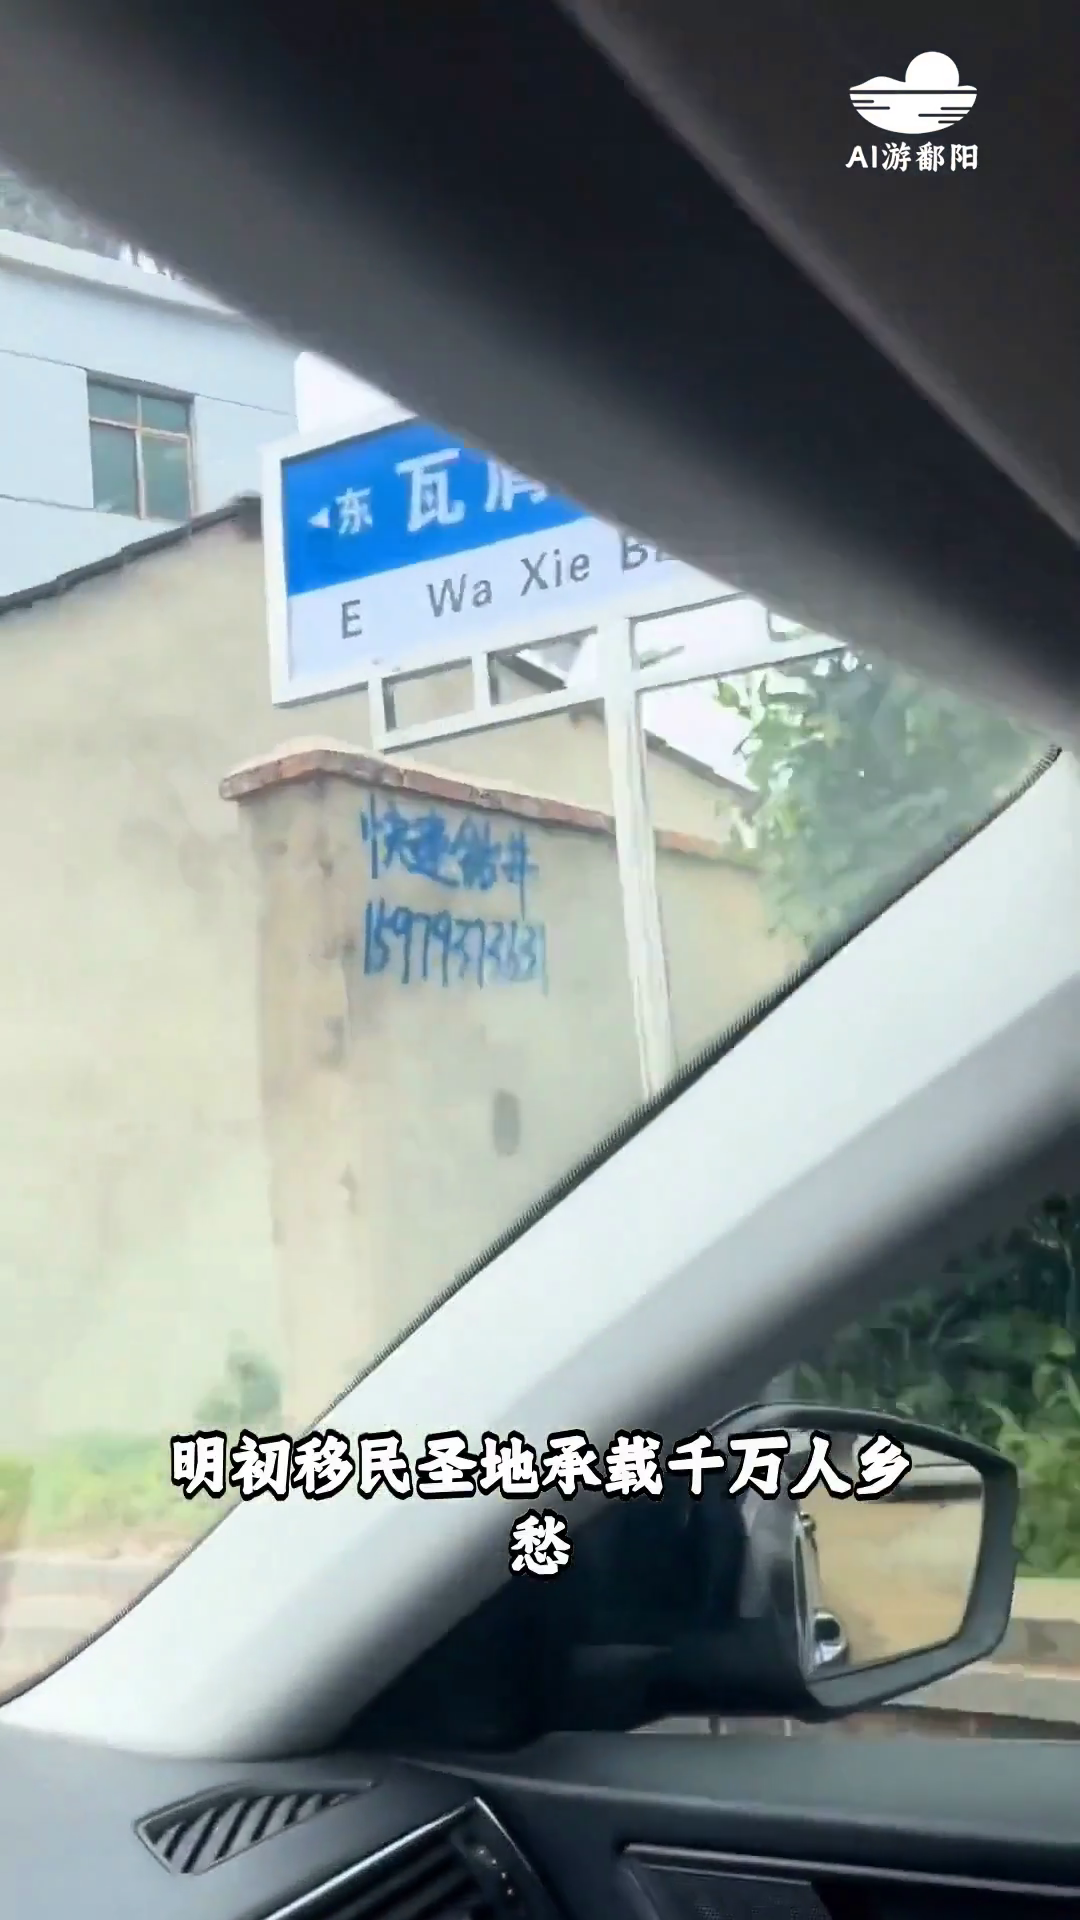 AI游鄱阳
东 瓦屑
E Wa Xie
快速钻井
15979373631
明初移民圣地承载千万人乡
愁